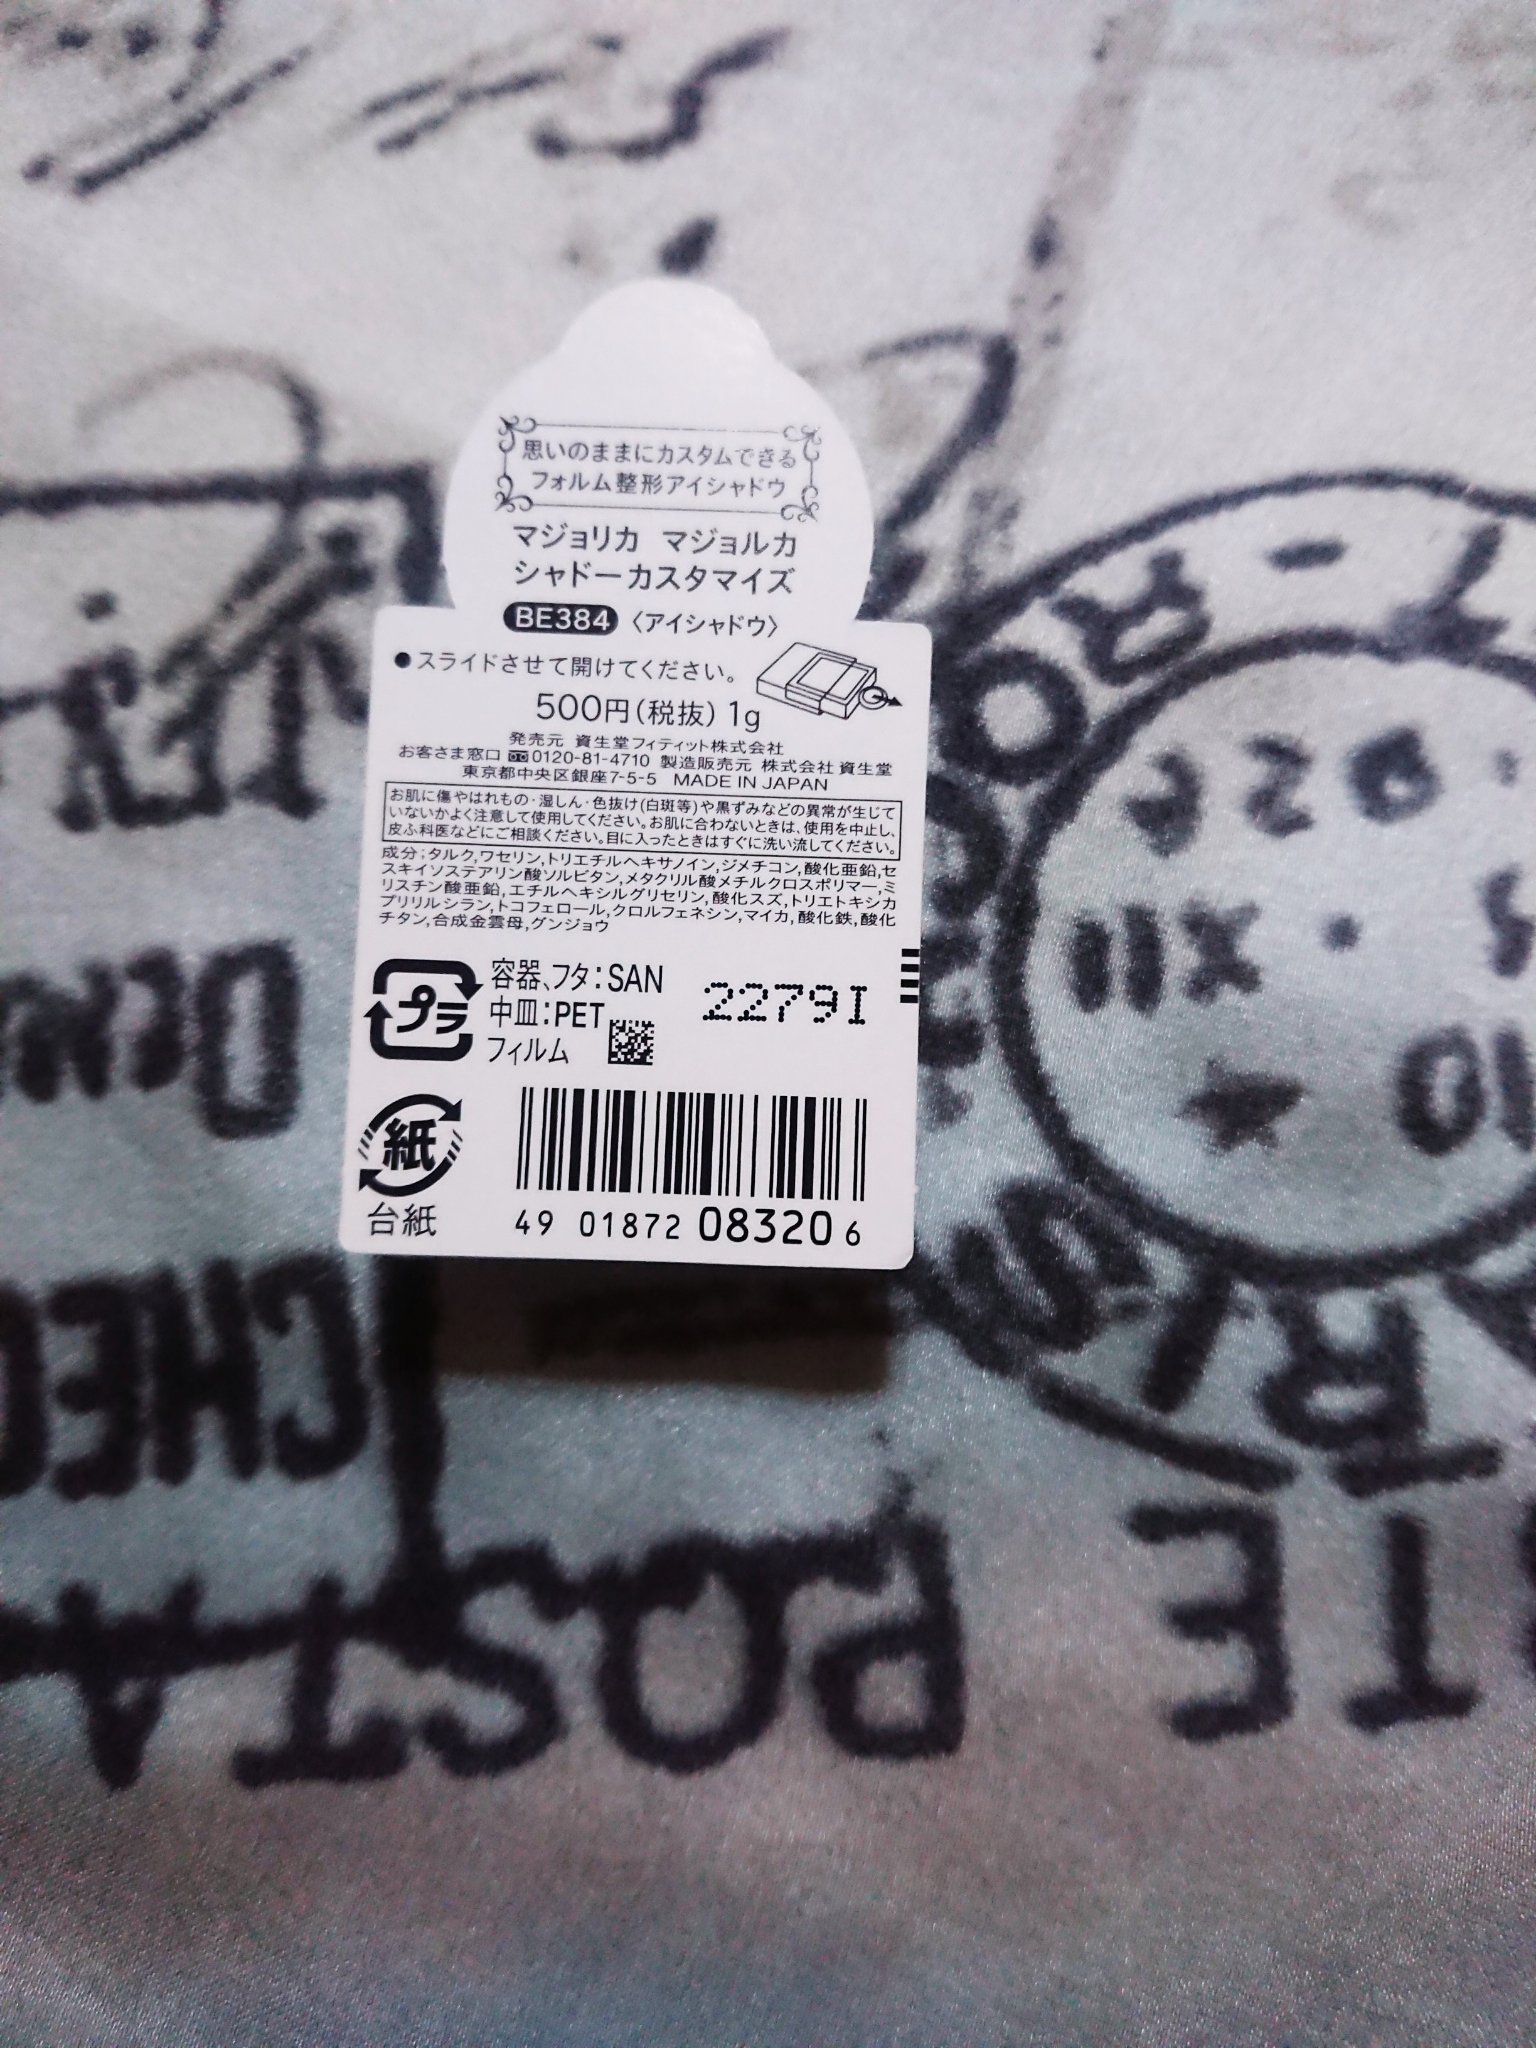 思いのままにカスタムできる
フォルム整形アイシャドウ
マジョリカ マジョルカ
シャドーカスタマイズ
BE384 〈アイシャドウ〉
●スライドさせて開けてください。
500円(税抜) 1g
発売元 資生堂フィティット株式会社
お客さま窓口 0120-81-4710 製造販売元 株式会社 資生堂
東京都中央区銀座7-5-5 MADE IN JAPAN
お肌に傷やはれもの・湿しん・色抜け(白斑等)や黒ずみなどの異常が生じて
いないかよく注意して使用してください。お肌に合わないときは、使用を中止し、
皮ふ科医などにご相談ください。目に入ったときはすぐに洗い流してください。
成分;タルク,ワセリン,トリエチルヘキサノイン,ジメチコン,酸化亜鉛,セ
スキイソステアリン酸ソルビタン,メタクリル酸メチルクロスポリマー,ミ
リスチン酸亜鉛,エチルヘキシルグリセリン,酸化スズ,トリエトキシカ
プリリルシラン,トコフェロール,クロルフェネシン,マイカ,酸化鉄,酸化
チタン,合成金雲母,グンジョウ
プラ
容器、フタ:SAN
中皿:PET
フィルム
2279I
紙
台紙
49 01872 08320 6
POST
TE